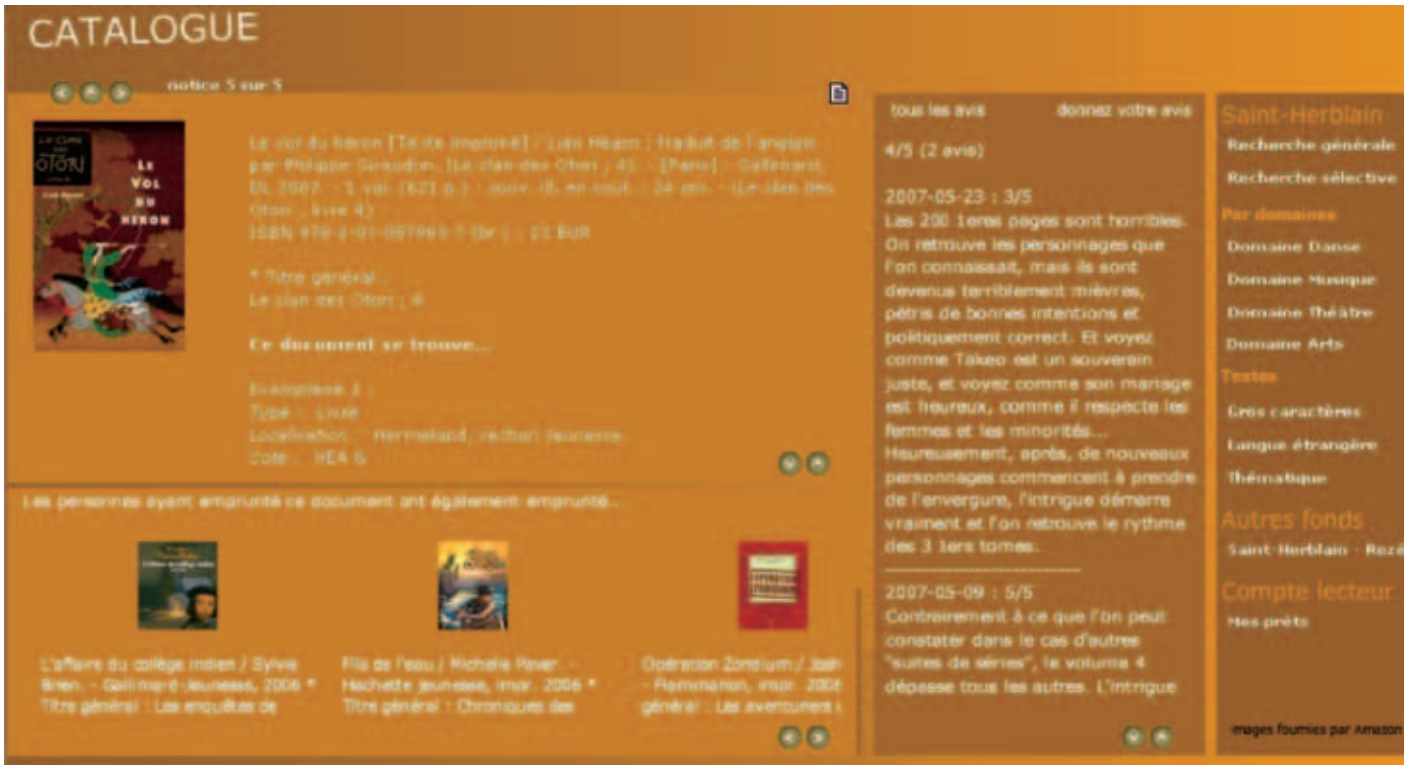 CATALOGUE
notice 5 sur 5
LE CLAN
DES
OTORI
LE
VOL
DU
HÉRON
Le vol du héron [Texte imprimé] / Lian Hearn ; traduit de l'anglais
par Philippe Giraudon. (Le clan des Otori ; 4). - [Paris] : Gallimard,
DL 2007. - 1 vol. (621 p.) : couv. ill. en coul. ; 24 cm. - (Le clan des
Otori , livre 4)
ISBN (br.) : 21 EUR
* Titre général :
Le clan des Otori ; 4
Ce document se trouve...
Exemplaire 1 :
Type : Livre
Localisation : Hermeland, section Jeunesse
Cote : HEA
Les personnes ayant emprunté ce document ont également emprunté...
L'affaire du collège indien / Sylvie
Biren. - Gallimard-Jeunesse, 2006 *
Titre général : Les enquêtes de
Fils de l'eau / Michelle Paver. -
Hachette jeunesse, impr. 2006 *
Titre général : Chroniques des
Opération Zondium / Josh
- Flammarion, impr. 2006
général : Les aventuriers
tous les avis donnez votre avis
4/5 (2 avis)
2007-05-23 : 3/5
Les 200 1eres pages sont horribles.
On retrouve les personnages que
l'on connaissait, mais ils sont
devenus terriblement mièvres,
pétris de bonnes intentions et
politiquement correct. Et voyez
comme Takeo est un souverain
juste, et voyez comme son mariage
est heureux, comme il respecte les
femmes et les minorités...
Heureusement, après, de nouveaux
personnages commencent à prendre
de l'envergure, l'intrigue démarre
vraiment et l'on retrouve le rythme
des 3 1ers tomes.
2007-05-09 : 5/5
Contrairement à ce que l'on peut
constater dans le cas d'autres
"suites de séries", le volume 4
dépasse tous les autres. L'intrigue
Saint-Herblain
Recherche générale
Recherche sélective
Par domaines
Domaine Danse
Domaine Musique
Domaine Théâtre
Domaine Arts
Textes
Gros caractères
Langue étrangère
Thématique
Autres fonds
Saint-Herblain - Rezé
Compte lecteur
Mes prêts
images fournies par Amazon